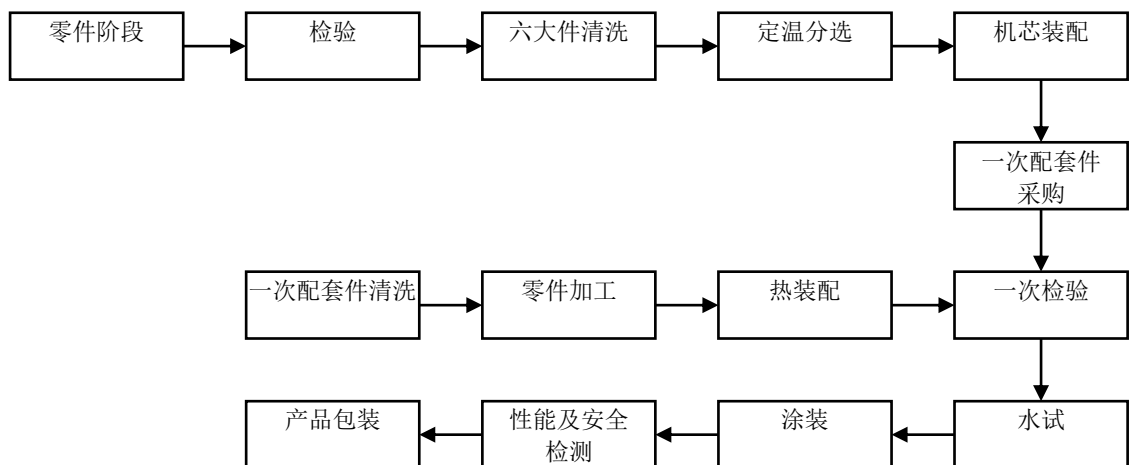 零件阶段
检验
六大件清洗
定温分选
机芯装配
一次配套件
采购
一次配套件清洗
零件加工
热装配
一次检验
产品包装
性能及安全
检测
涂装
水试